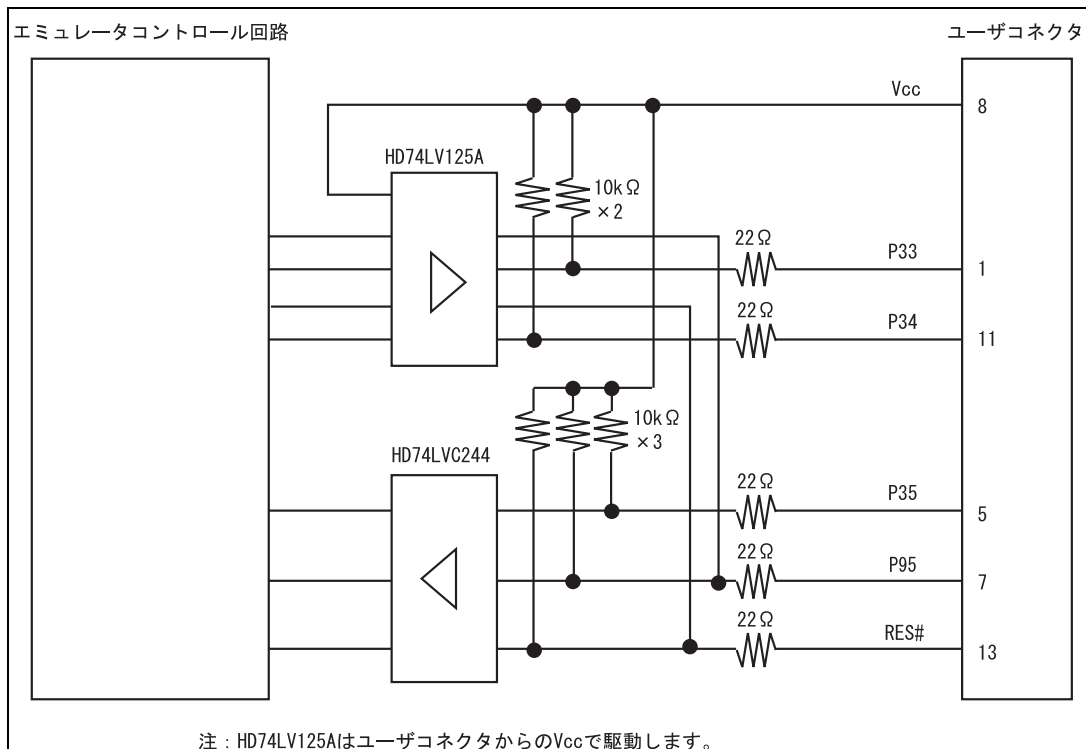 エミュレータコントロール回路
ユーザコネクタ
Vcc
8
HD74LV125A
10kΩ
×2
22Ω
P33
1
22Ω
P34
11
10kΩ
×3
HD74LVC244
22Ω
P35
5
22Ω
P95
7
22Ω
RES#
13
注：HD74LV125AはユーザコネクタからのVccで駆動します。